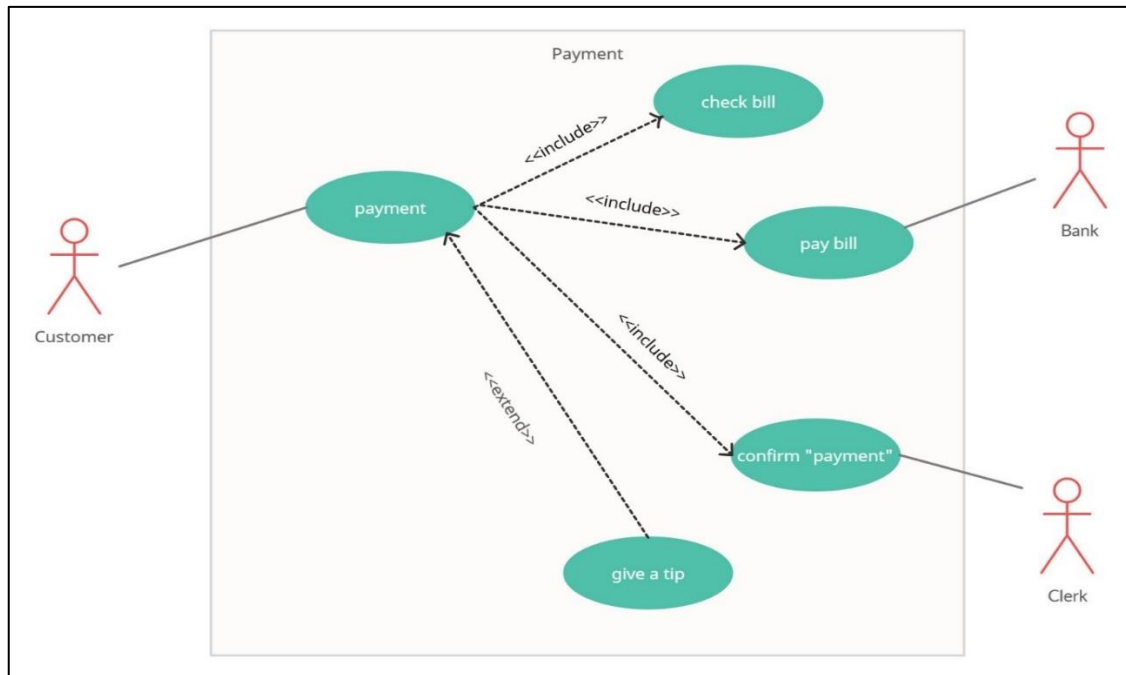 Payment
check bill
<<include>>
payment
<<include>>
pay bill
Bank
Customer
<<include>>
<<extend>>
confirm "payment"
give a tip
Clerk